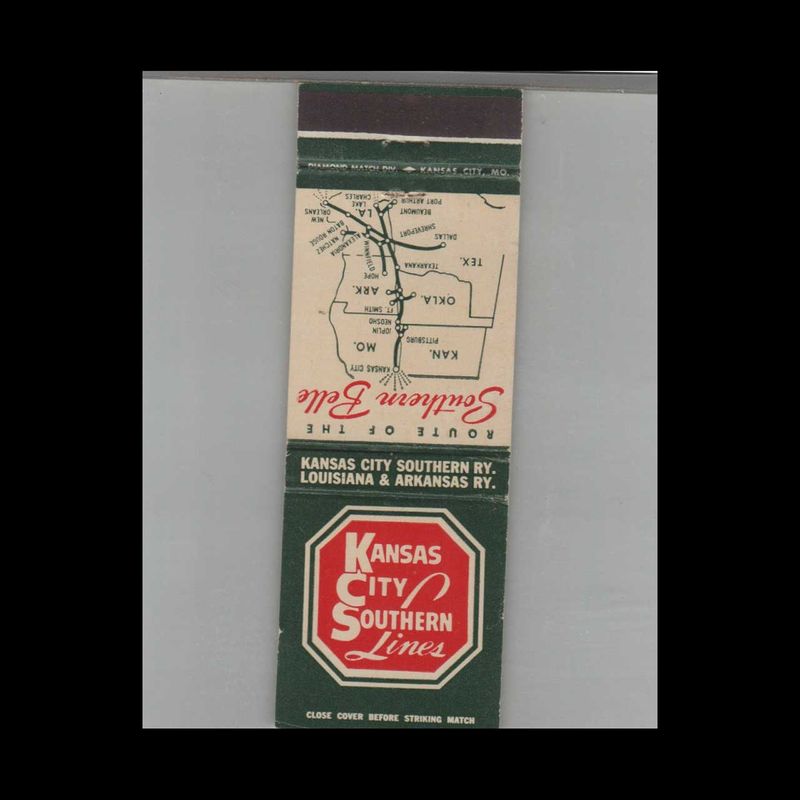 DIAMOND MATCH DIV. KANSAS CITY, MO.
ROUTE OF THE
Southern Belle
KANSAS CITY
KAN.
MO.
PITTSBURG
JOPLIN
NEOSHO
FT. SMITH
OKLA.
ARK.
HOPE
TEXARKANA
TEX.
DALLAS
SHREVEPORT
WINNFIELD
ALEXANDRIA
NATCHEZ
BATON ROUGE
NEW
ORLEANS
LA.
LAKE
CHARLES
BEAUMONT
PORT ARTHUR
KANSAS CITY SOUTHERN RY.
LOUISIANA & ARKANSAS RY.
KANSAS
CITY
SOUTHERN
Lines
CLOSE COVER BEFORE STRIKING MATCH